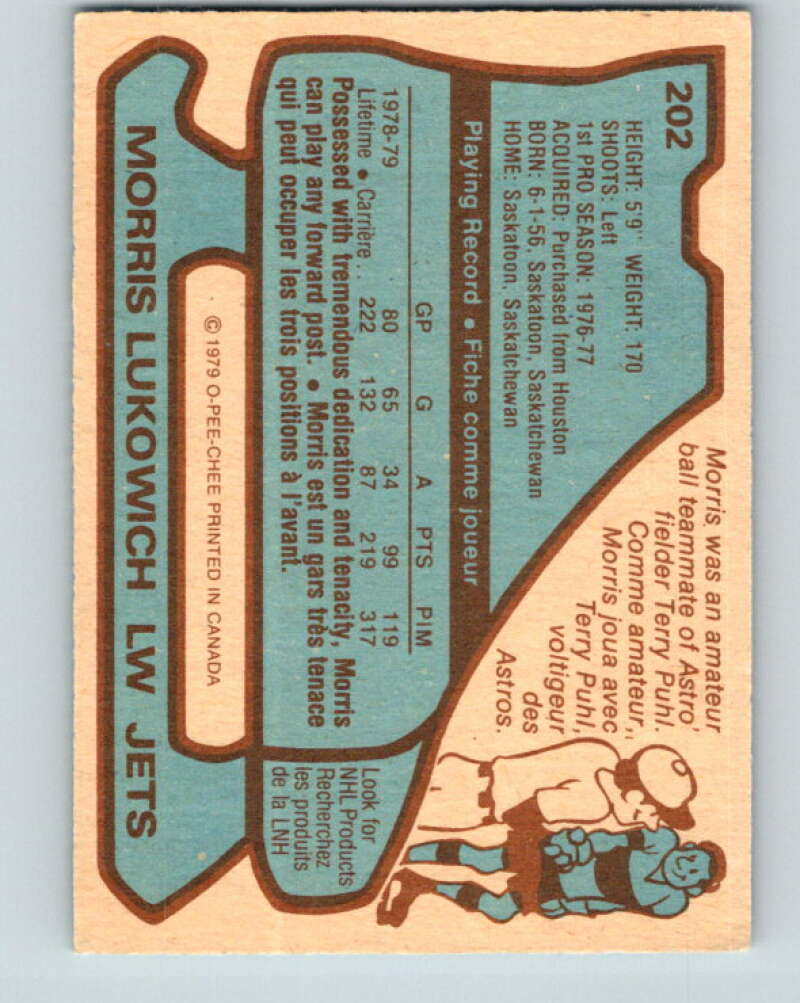 202
HEIGHT: 5'9" WEIGHT: 170
SHOOTS: Left
1st PRO SEASON: 1976-77
ACQUIRED: Purchased from Houston
BORN: 6-1-56, Saskatoon, Saskatchewan
HOME: Saskatoon, Saskatchewan
Morris was an amateur
ball teammate of Astro'
fielder Terry Puhl.
Comme amateur,
Morris joua avec
Terry Puhl,
voltigeur
des
Astros.
Playing Record • Fiche comme joueur
GP G A PTS PIM
1978-79 80 65 34 99 119
Lifetime • Carrière .. 222 132 87 219 317
Possessed with tremendous dedication and tenacity, Morris
can play any forward post. • Morris est un gars très tenace
qui peut occuper les trois positions à l'avant.
Look for
NHL Products
Recherchez
les produits
de la LNH
© 1979 O-PEE-CHEE PRINTED IN CANADA
MORRIS LUKOWICH LW JETS